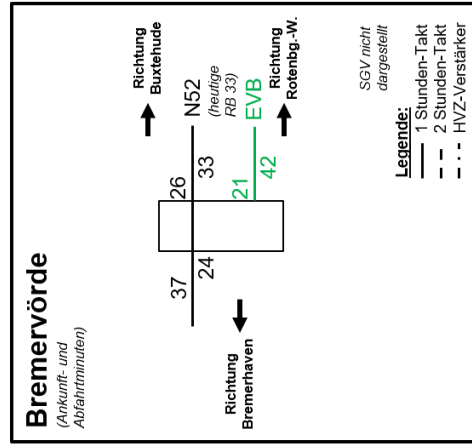 Bremervörde
(Ankunft- und
Abfahrtminuten)
Richtung
Bremerhaven
37
24
26
33
21
42
Richtung
Buxtehude
N52
(heutige
RB 33)
EVB
Richtung
Rotenbg.-W.
SGV nicht
dargestellt
Legende:
1 Stunden-Takt
2 Stunden-Takt
HVZ-Verstärker